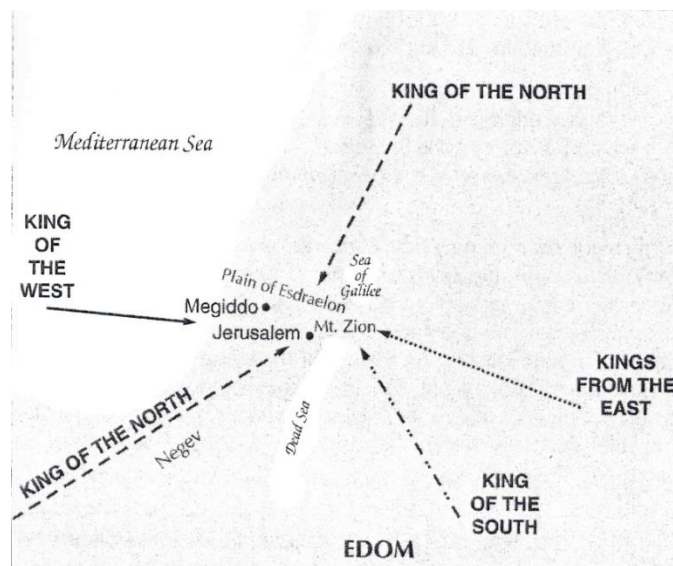 KING OF THE NORTH
Mediterranean Sea
KING
OF
THE
WEST
Sea
of
Galilee
Plain of Esdraelon
Megiddo
Jerusalem
Mt. Zion
KINGS
FROM THE
EAST
KING OF THE NORTH
Negev
Dead Sea
KING
OF THE
SOUTH
EDOM